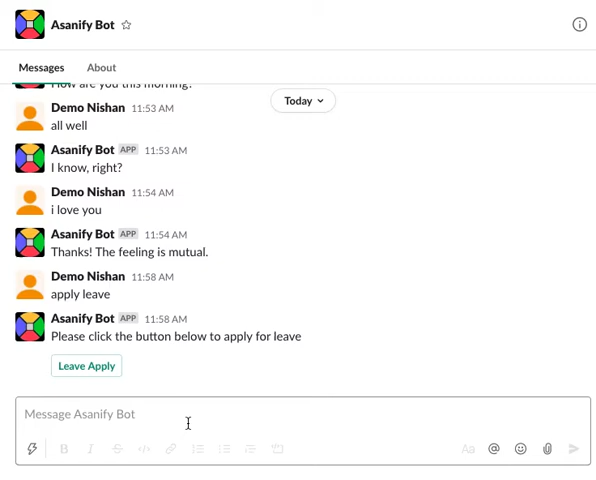 Asanify Bot
Messages About
How are you this morning?
Today
Demo Nishan 11:53 AM
all well
Asanify Bot APP 11:53 AM
I know, right?
Demo Nishan 11:54 AM
i love you
Asanify Bot APP 11:54 AM
Thanks! The feeling is mutual.
Demo Nishan 11:58 AM
apply leave
Asanify Bot APP 11:58 AM
Please click the button below to apply for leave
Leave Apply
Message Asanify Bot
B I S </> Aa @